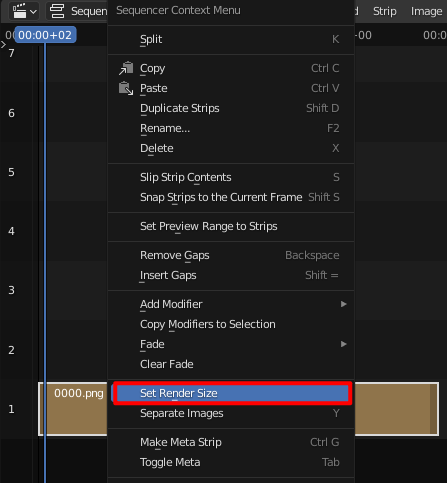 Sequen
Sequencer Context Menu
Strip
Image
00:00+02
+00
00:0
7
6
5
4
3
2
1
0000.png
Split K
Copy Ctrl C
Paste Ctrl V
Duplicate Strips Shift D
Rename... F2
Delete X
Slip Strip Contents S
Snap Strips to the Current Frame Shift S
Set Preview Range to Strips
Remove Gaps Backspace
Insert Gaps Shift =
Add Modifier
Copy Modifiers to Selection
Fade
Clear Fade
Set Render Size
Separate Images Y
Make Meta Strip Ctrl G
Toggle Meta Tab